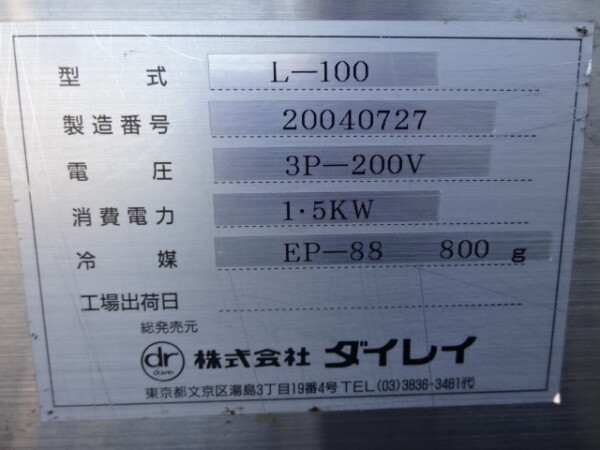 型式 L-100
製造番号 20040727
電圧 3P-200V
消費電力 1・5KW
冷媒 EP-88 800 g
工場出荷日
総発売元
dr 株式会社 ダイレイ
東京都文京区湯島3丁目19番4号 TEL (03)3836-3481代